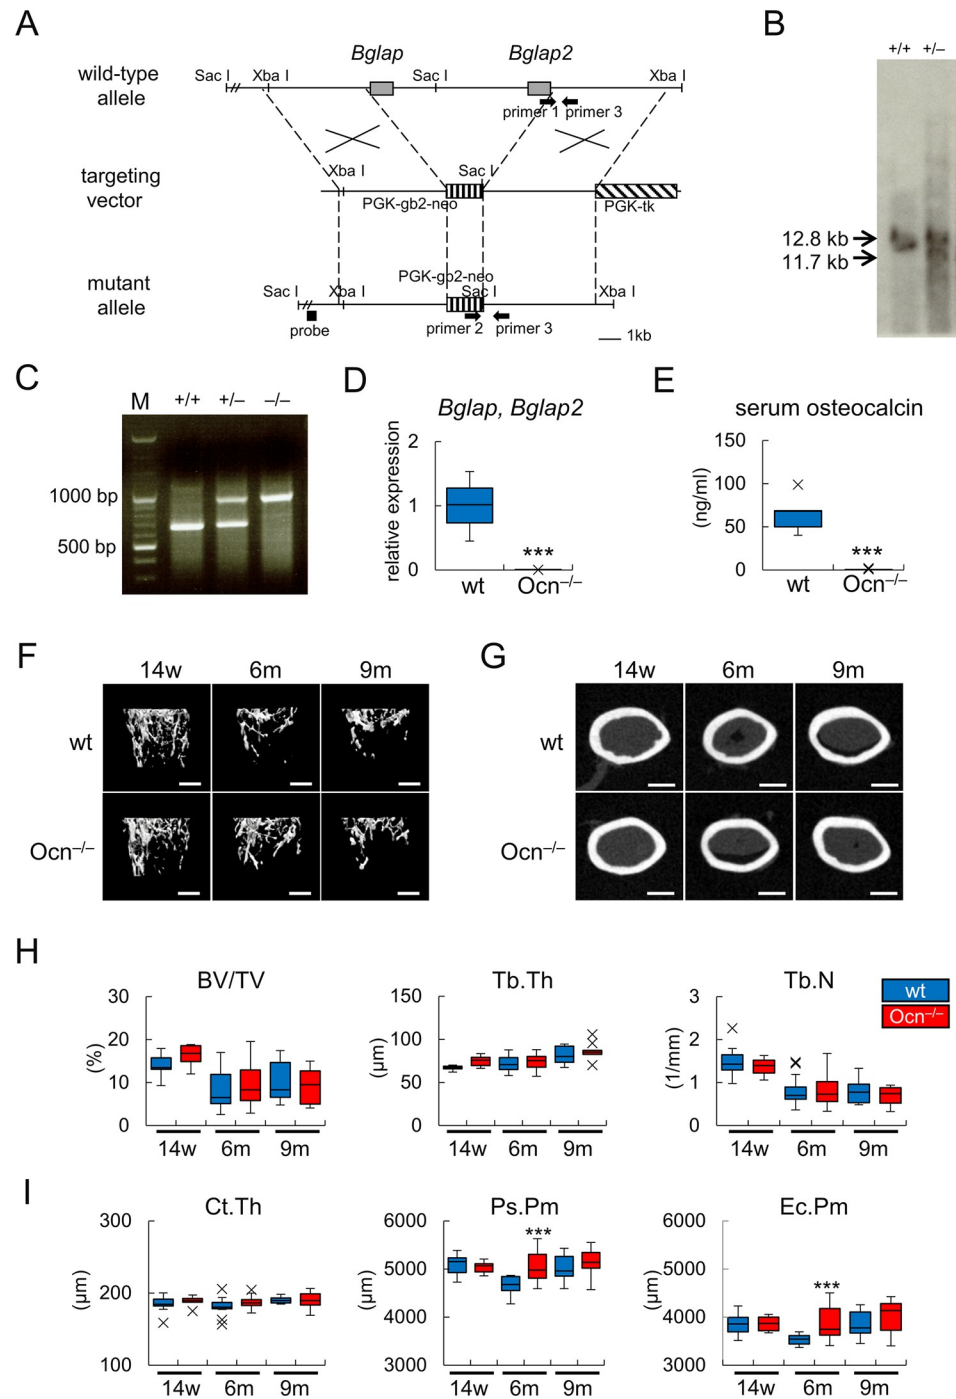 A
Bglap
Bglap2
wild-type
allele
Sac I
Xba I
Sac I
Xba I
primer 1
primer 3
targeting
vector
Xba I
Sac I
PGK-gb2-neo
PGK-tk
PGK-gb2-neo
mutant
allele
Sac I
Xba I
Sac I
Xba I
probe
primer 2
primer 3
1kb
B
+/+
+/–
12.8 kb
11.7 kb
C
M
+/+
+/–
–/–
1000 bp
500 bp
D
Bglap, Bglap2
relative expression
2
1
0
***
wt
Ocn–/–
E
serum osteocalcin
(ng/ml)
150
100
50
0
***
wt
Ocn–/–
F
14w
6m
9m
wt
Ocn–/–
G
14w
6m
9m
wt
Ocn–/–
H
BV/TV
(%)
30
20
10
0
14w
6m
9m
Tb.Th
(μm)
150
100
50
0
14w
6m
9m
Tb.N
(1/mm)
3
2
1
0
14w
6m
9m
wt
Ocn–/–
I
Ct.Th
(μm)
300
200
100
14w
6m
9m
Ps.Pm
(μm)
6000
5000
4000
3000
***
14w
6m
9m
Ec.Pm
(μm)
6000
5000
4000
3000
***
14w
6m
9m